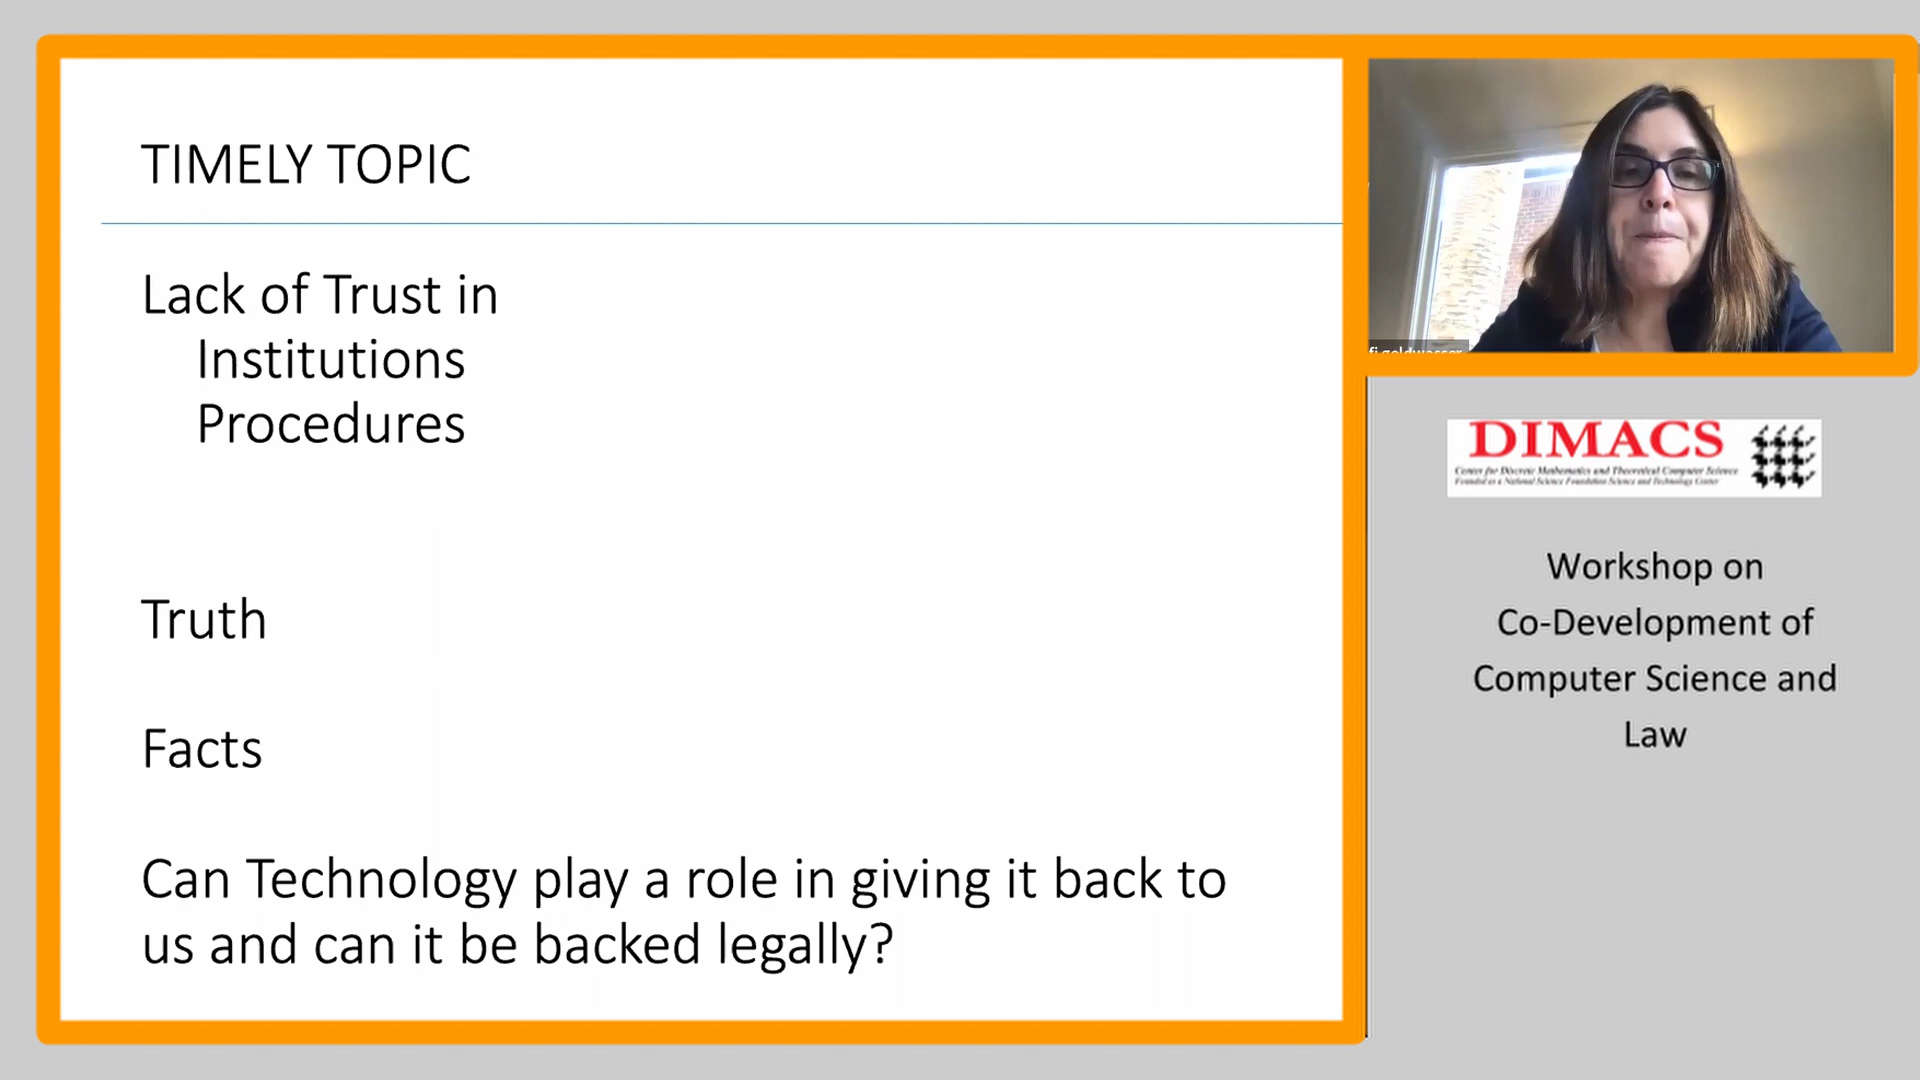 TIMELY TOPIC
Lack of Trust in
Institutions
Procedures
Truth
Facts
Can Technology play a role in giving it back to
us and can it be backed legally?
fi goldwasser
DIMACS
Center for Discrete Mathematics and Theoretical Computer Science
Founded as a National Science Foundation Science and Technology Center
Workshop on
Co-Development of
Computer Science and
Law